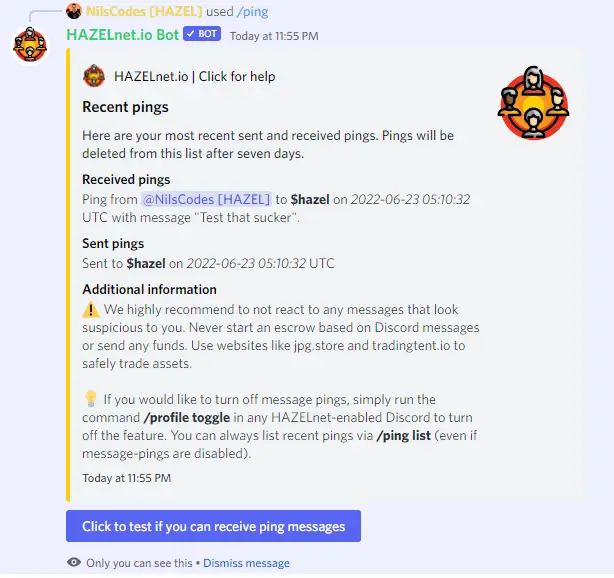 NilsCodes [HAZEL] used /ping
HAZELnet.io Bot ✓ BOT Today at 11:55 PM
HAZELnet.io | Click for help
Recent pings
Here are your most recent sent and received pings. Pings will
be deleted from this list after seven days.
Received pings
Ping from @NilsCodes [HAZEL] to $hazel on 2022-06-23 05:10:32
UTC with message "Test that sucker".
Sent pings
Sent to $hazel on 2022-06-23 05:10:32 UTC
Additional information
⚠️ We highly recommend to not react to any messages that look
suspicious to you. Never start an escrow based on Discord messages
or send any funds. Use websites like jpg.store and tradingtent.io to
safely trade assets.
💡 If you would like to turn off message pings, simply run the
command /profile toggle in any HAZELnet-enabled Discord to turn
off the feature. You can always list recent pings via /ping list (even if
message-pings are disabled).
Today at 11:55 PM
Click to test if you can receive ping messages
Only you can see this • Dismiss message